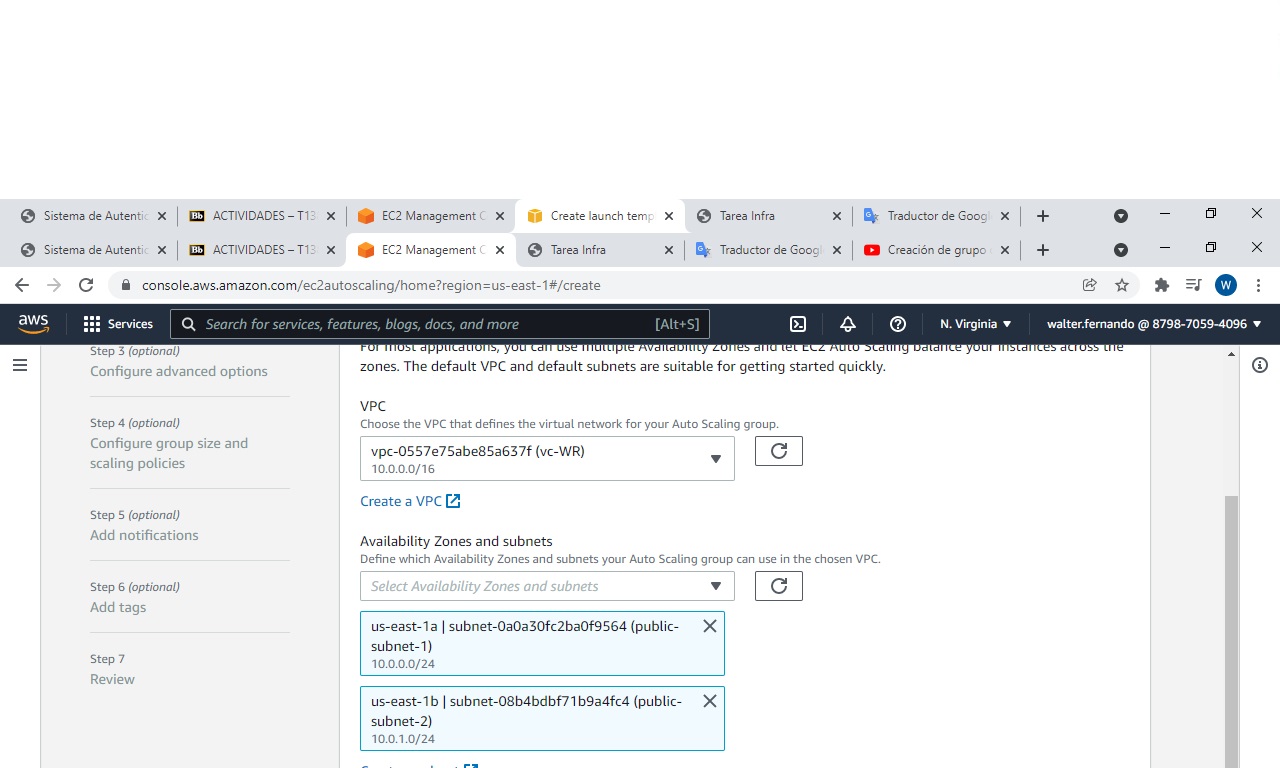 Sistema de Autentic
ACTIVIDADES – T13
EC2 Management C
Create launch temp
Tarea Infra
Traductor de Googl
Sistema de Autentic
ACTIVIDADES – T13
EC2 Management C
Tarea Infra
Traductor de Googl
Creación de grupo
console.aws.amazon.com/ec2autoscaling/home?region=us-east-1#/create
W
aws
Services
Search for services, features, blogs, docs, and more
[Alt+S]
N. Virginia
walter.fernando @ 8798-7059-4096
Step 3 (optional)
Configure advanced options
Step 4 (optional)
Configure group size and
scaling policies
Step 5 (optional)
Add notifications
Step 6 (optional)
Add tags
Step 7
Review
For most applications, you can use multiple Availability Zones and let EC2 Auto Scaling balance your instances across the
zones. The default VPC and default subnets are suitable for getting started quickly.
VPC
Choose the VPC that defines the virtual network for your Auto Scaling group.
vpc-0557e75abe85a637f (vc-WR)
10.0.0.0/16
Create a VPC
Availability Zones and subnets
Define which Availability Zones and subnets your Auto Scaling group can use in the chosen VPC.
Select Availability Zones and subnets
us-east-1a | subnet-0a0a30fc2ba0f9564 (public-
subnet-1)
10.0.0.0/24
us-east-1b | subnet-08b4bdbf71b9a4fc4 (public-
subnet-2)
10.0.1.0/24